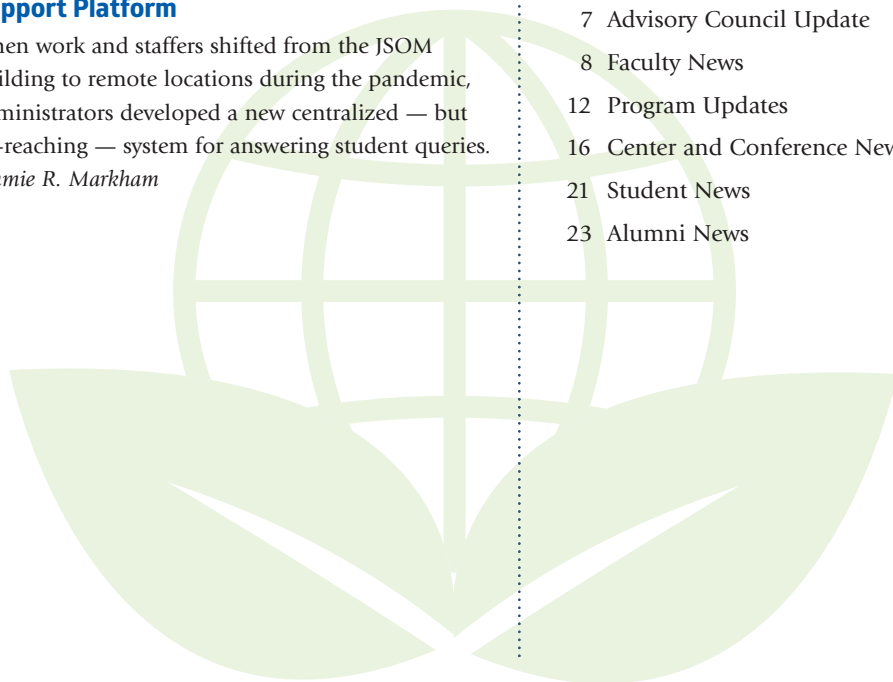 pport Platform
hen work and staffers shifted from the JSOM
ilding to remote locations during the pandemic,
ministrators developed a new centralized — but
-reaching — system for answering student queries.
mie R. Markham
7 Advisory Council Update
8 Faculty News
12 Program Updates
16 Center and Conference New
21 Student News
23 Alumni News